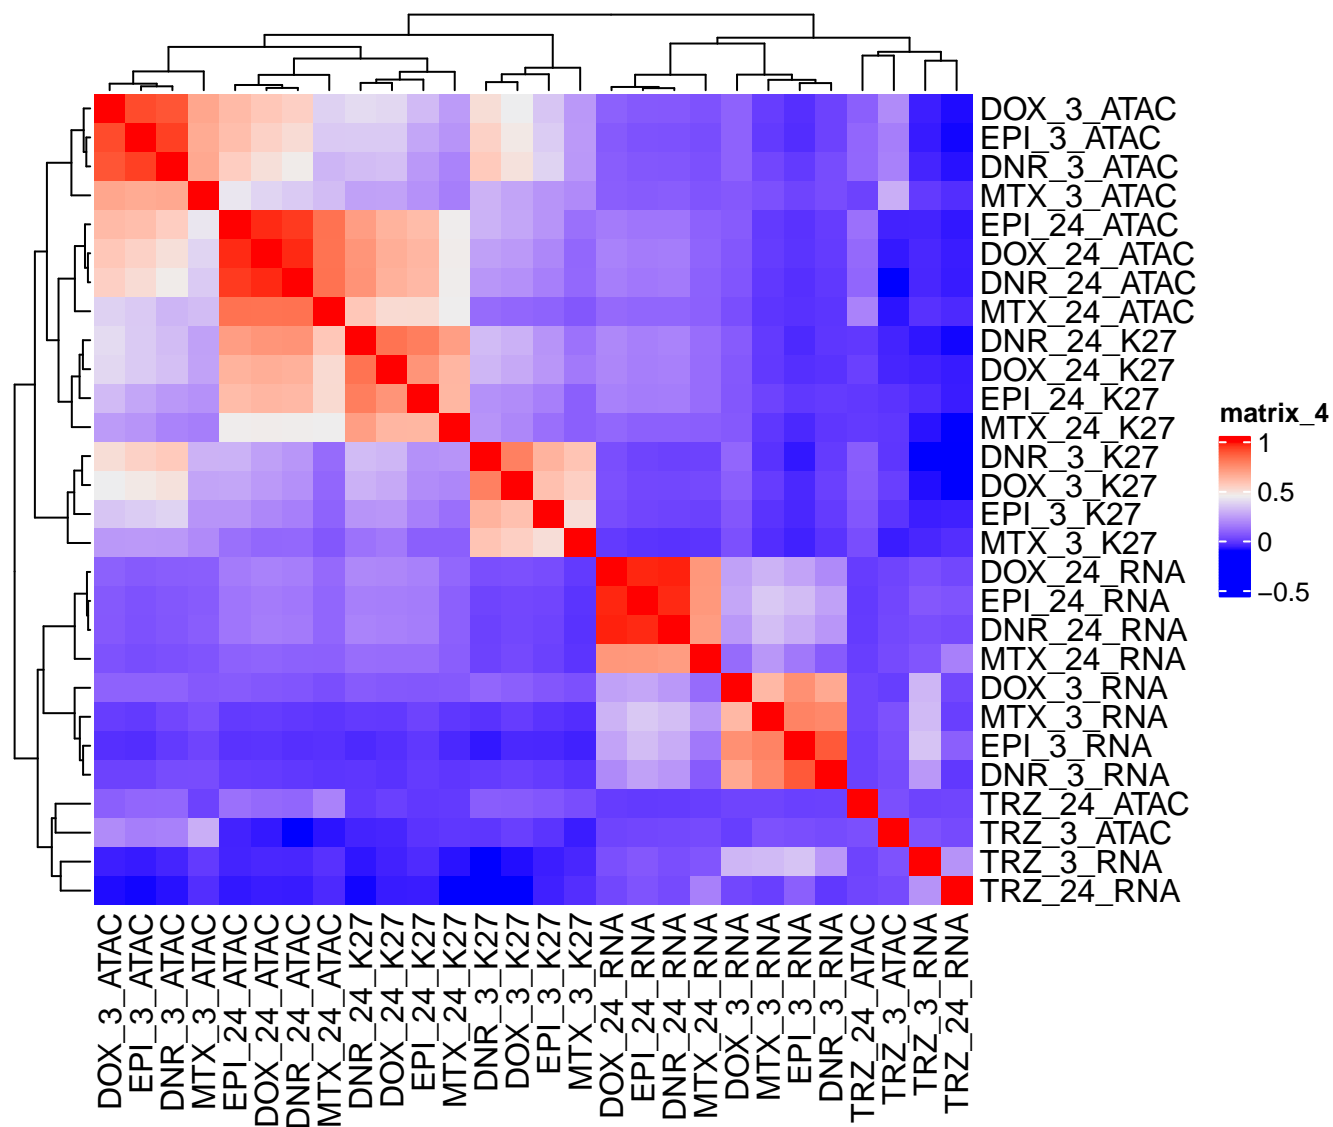 DOX_3_ATAC
EPI_3_ATAC
DNR_3_ATAC
MTX_3_ATAC
EPI_24_ATAC
DOX_24_ATAC
DNR_24_ATAC
MTX_24_ATAC
DNR_24_K27
DOX_24_K27
EPI_24_K27
MTX_24_K27
DNR_3_K27
DOX_3_K27
EPI_3_K27
MTX_3_K27
DOX_24_RNA
EPI_24_RNA
DNR_24_RNA
MTX_24_RNA
DOX_3_RNA
MTX_3_RNA
EPI_3_RNA
DNR_3_RNA
TRZ_24_ATAC
TRZ_3_ATAC
TRZ_3_RNA
TRZ_24_RNA
matrix_4
1
0.5
0
−0.5
DOX_3_ATAC
EPI_3_ATAC
DNR_3_ATAC
MTX_3_ATAC
EPI_24_ATAC
DOX_24_ATAC
DNR_24_ATAC
MTX_24_ATAC
DNR_24_K27
DOX_24_K27
EPI_24_K27
MTX_24_K27
DNR_3_K27
DOX_3_K27
EPI_3_K27
MTX_3_K27
DOX_24_RNA
EPI_24_RNA
DNR_24_RNA
MTX_24_RNA
DOX_3_RNA
MTX_3_RNA
EPI_3_RNA
DNR_3_RNA
TRZ_24_ATAC
TRZ_3_ATAC
TRZ_3_RNA
TRZ_24_RNA